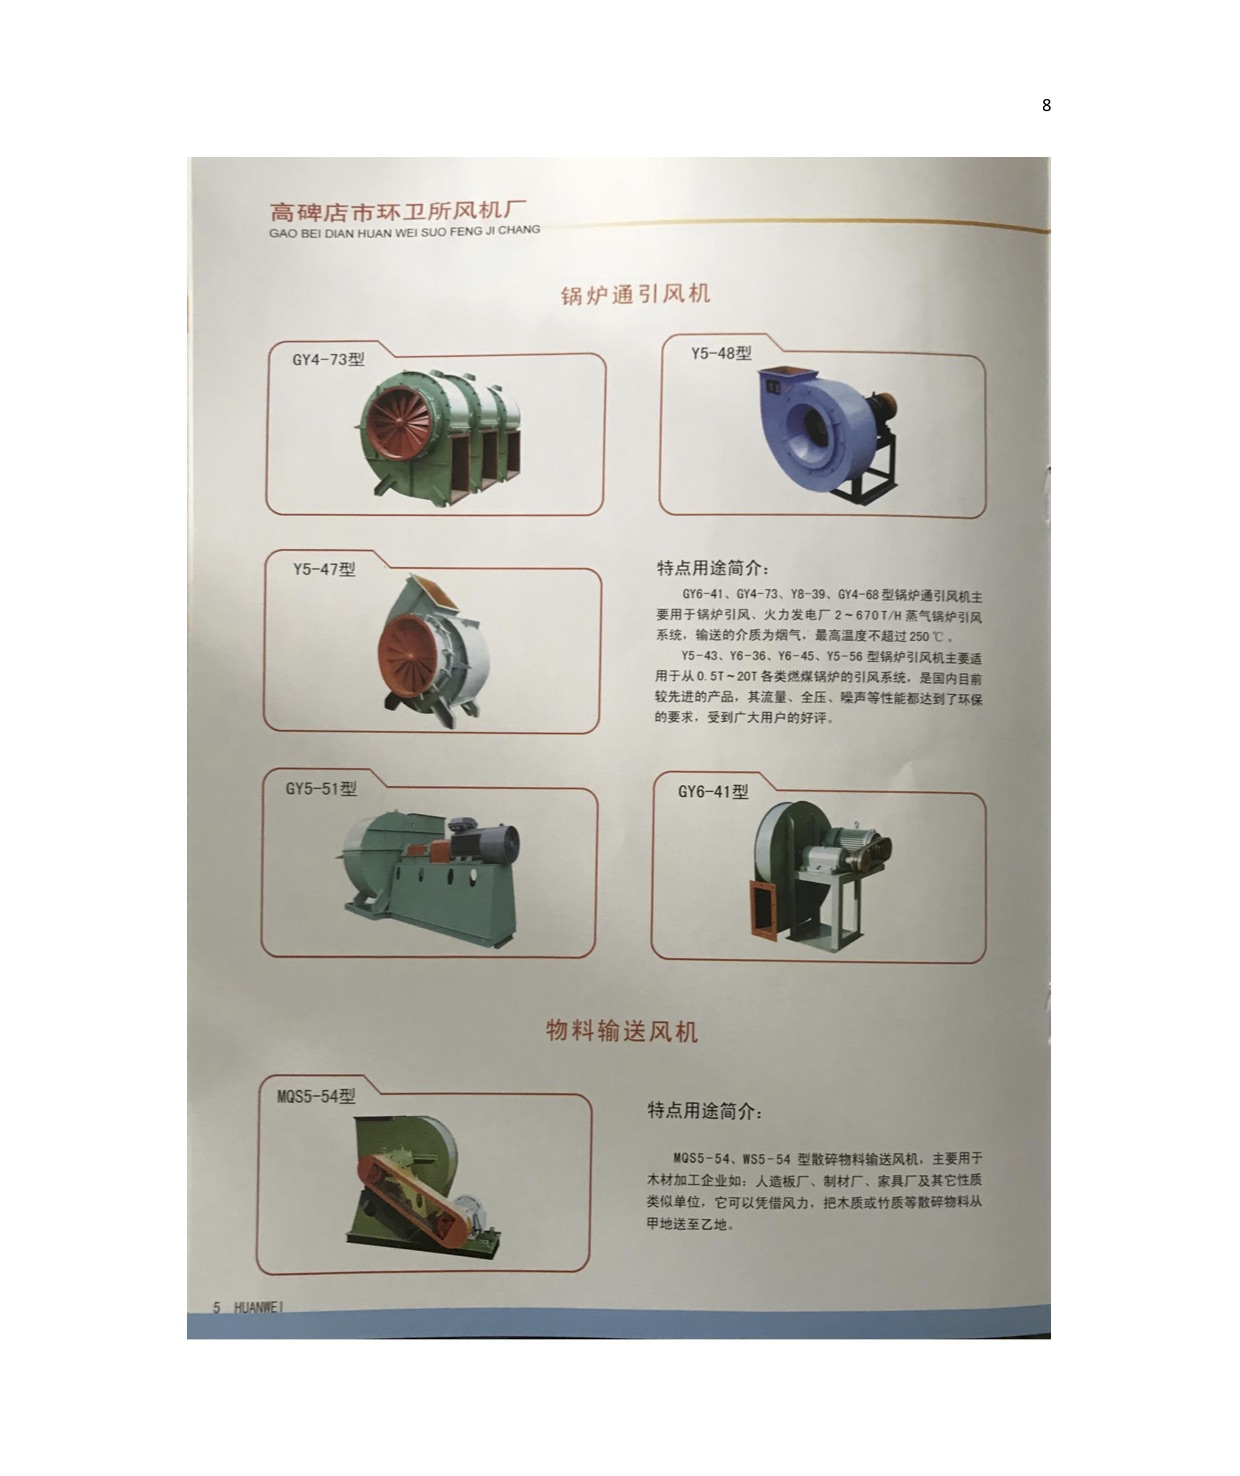 8
高碑店市环卫所风机厂
GAO BEI DIAN HUAN WEI SUO FENG JI CHANG
锅炉通引风机
GY4-73型
Y5-48型
Y5-47型
特点用途简介：
GY6-41、GY4-73、Y8-39、GY4-68型锅炉通引风机主
要用于锅炉引风、火力发电厂2～670T/H蒸气锅炉引风
系统，输送的介质为烟气，最高温度不超过250℃。
Y5-43、Y6-36、Y6-45、Y5-56型锅炉引风机主要适
用于从0.5T～20T各类燃煤锅炉的引风系统，是国内目前
较先进的产品，其流量、全压、噪声等性能都达到了环保
的要求，受到广大用户的好评。
GY5-51型
GY6-41型
物料输送风机
MQS5-54型
特点用途简介：
MQS5-54、WS5-54 型散碎物料输送风机，主要用于
木材加工企业如：人造板厂、制材厂、家具厂及其它性质
类似单位，它可以凭借风力，把木质或竹质等散碎物料从
甲地送至乙地。
5 HUANWEI